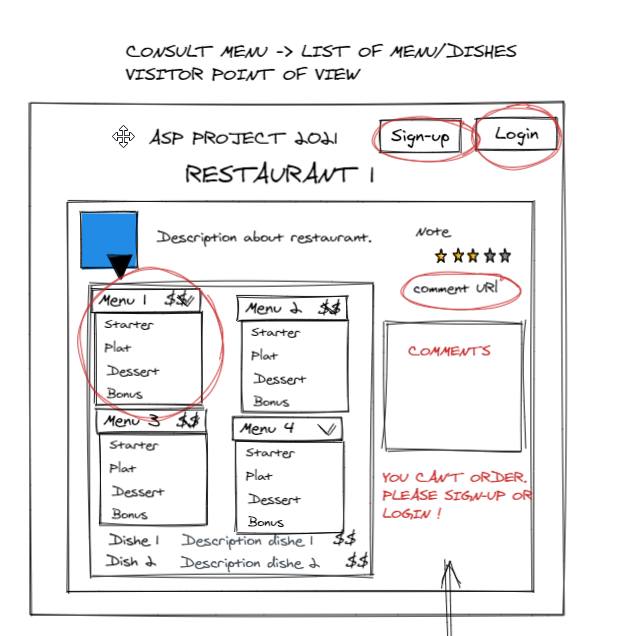 CONSULT MENU -> LIST OF MENU/DISHES
VISITOR POINT OF VIEW
ASP PROJECT 2021
Sign-up
Login
RESTAURANT 1
Description about restaurant.
Note
comment URl
Menu 1 $$
Starter
Plat
Dessert
Bonus
Menu 2 $$
Starter
Plat
Dessert
Bonus
COMMENTS
Menu 3 $$
Starter
Plat
Dessert
Bonus
Menu 4
Starter
Plat
Dessert
Bonus
YOU CAN'T ORDER.
PLEASE SIGN-UP OR
LOGIN !
Dishe 1 Description dishe 1 $$
Dish 2 Description dishe 2 $$